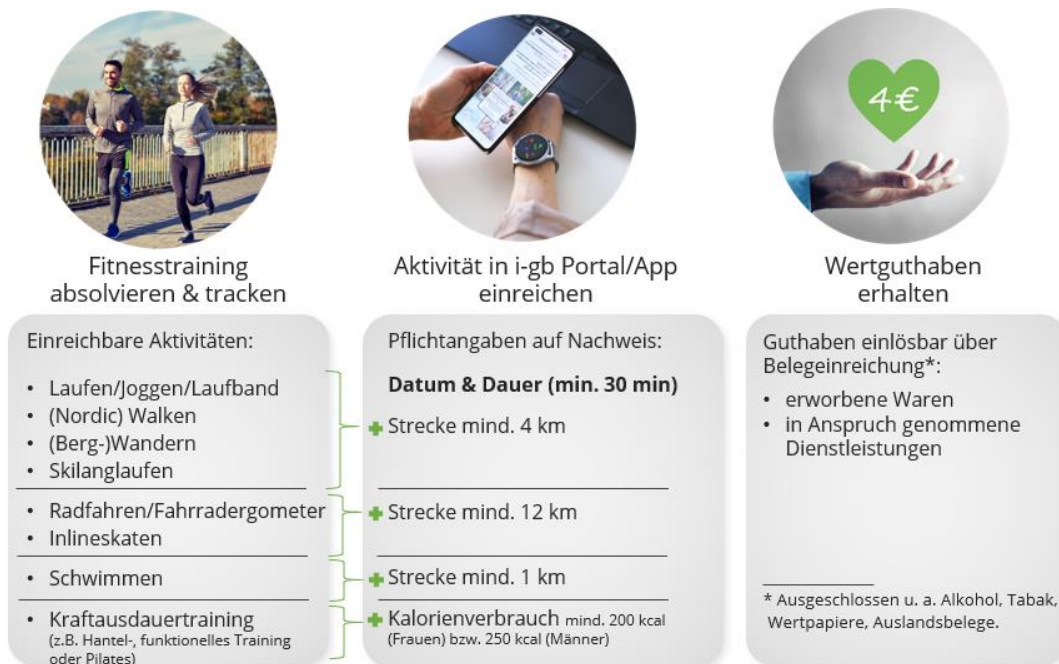 4€
Fitnesstraining
absolvieren & tracken
Aktivität in i-gb Portal/App
einreichen
Wertguthaben
erhalten
Einreichbare Aktivitäten:
• Laufen/Joggen/Laufband
• (Nordic) Walken
• (Berg-)Wandern
• Skilanglaufen
• Radfahren/Fahrradergometer
• Inlineskaten
• Schwimmen
• Kraftausdauertraining
(z.B. Hantel-, funktionelles Training
oder Pilates)
Pflichtangaben auf Nachweis:
Datum & Dauer (min. 30 min)
Strecke mind. 4 km
Strecke mind. 12 km
Strecke mind. 1 km
Kalorienverbrauch mind. 200 kcal
(Frauen) bzw. 250 kcal (Männer)
Guthaben einlösbar über
Belegeinreichung*:
• erworbene Waren
• in Anspruch genommene
Dienstleistungen
* Ausgeschlossen u. a. Alkohol, Tabak,
Wertpapiere, Auslandsbelege.